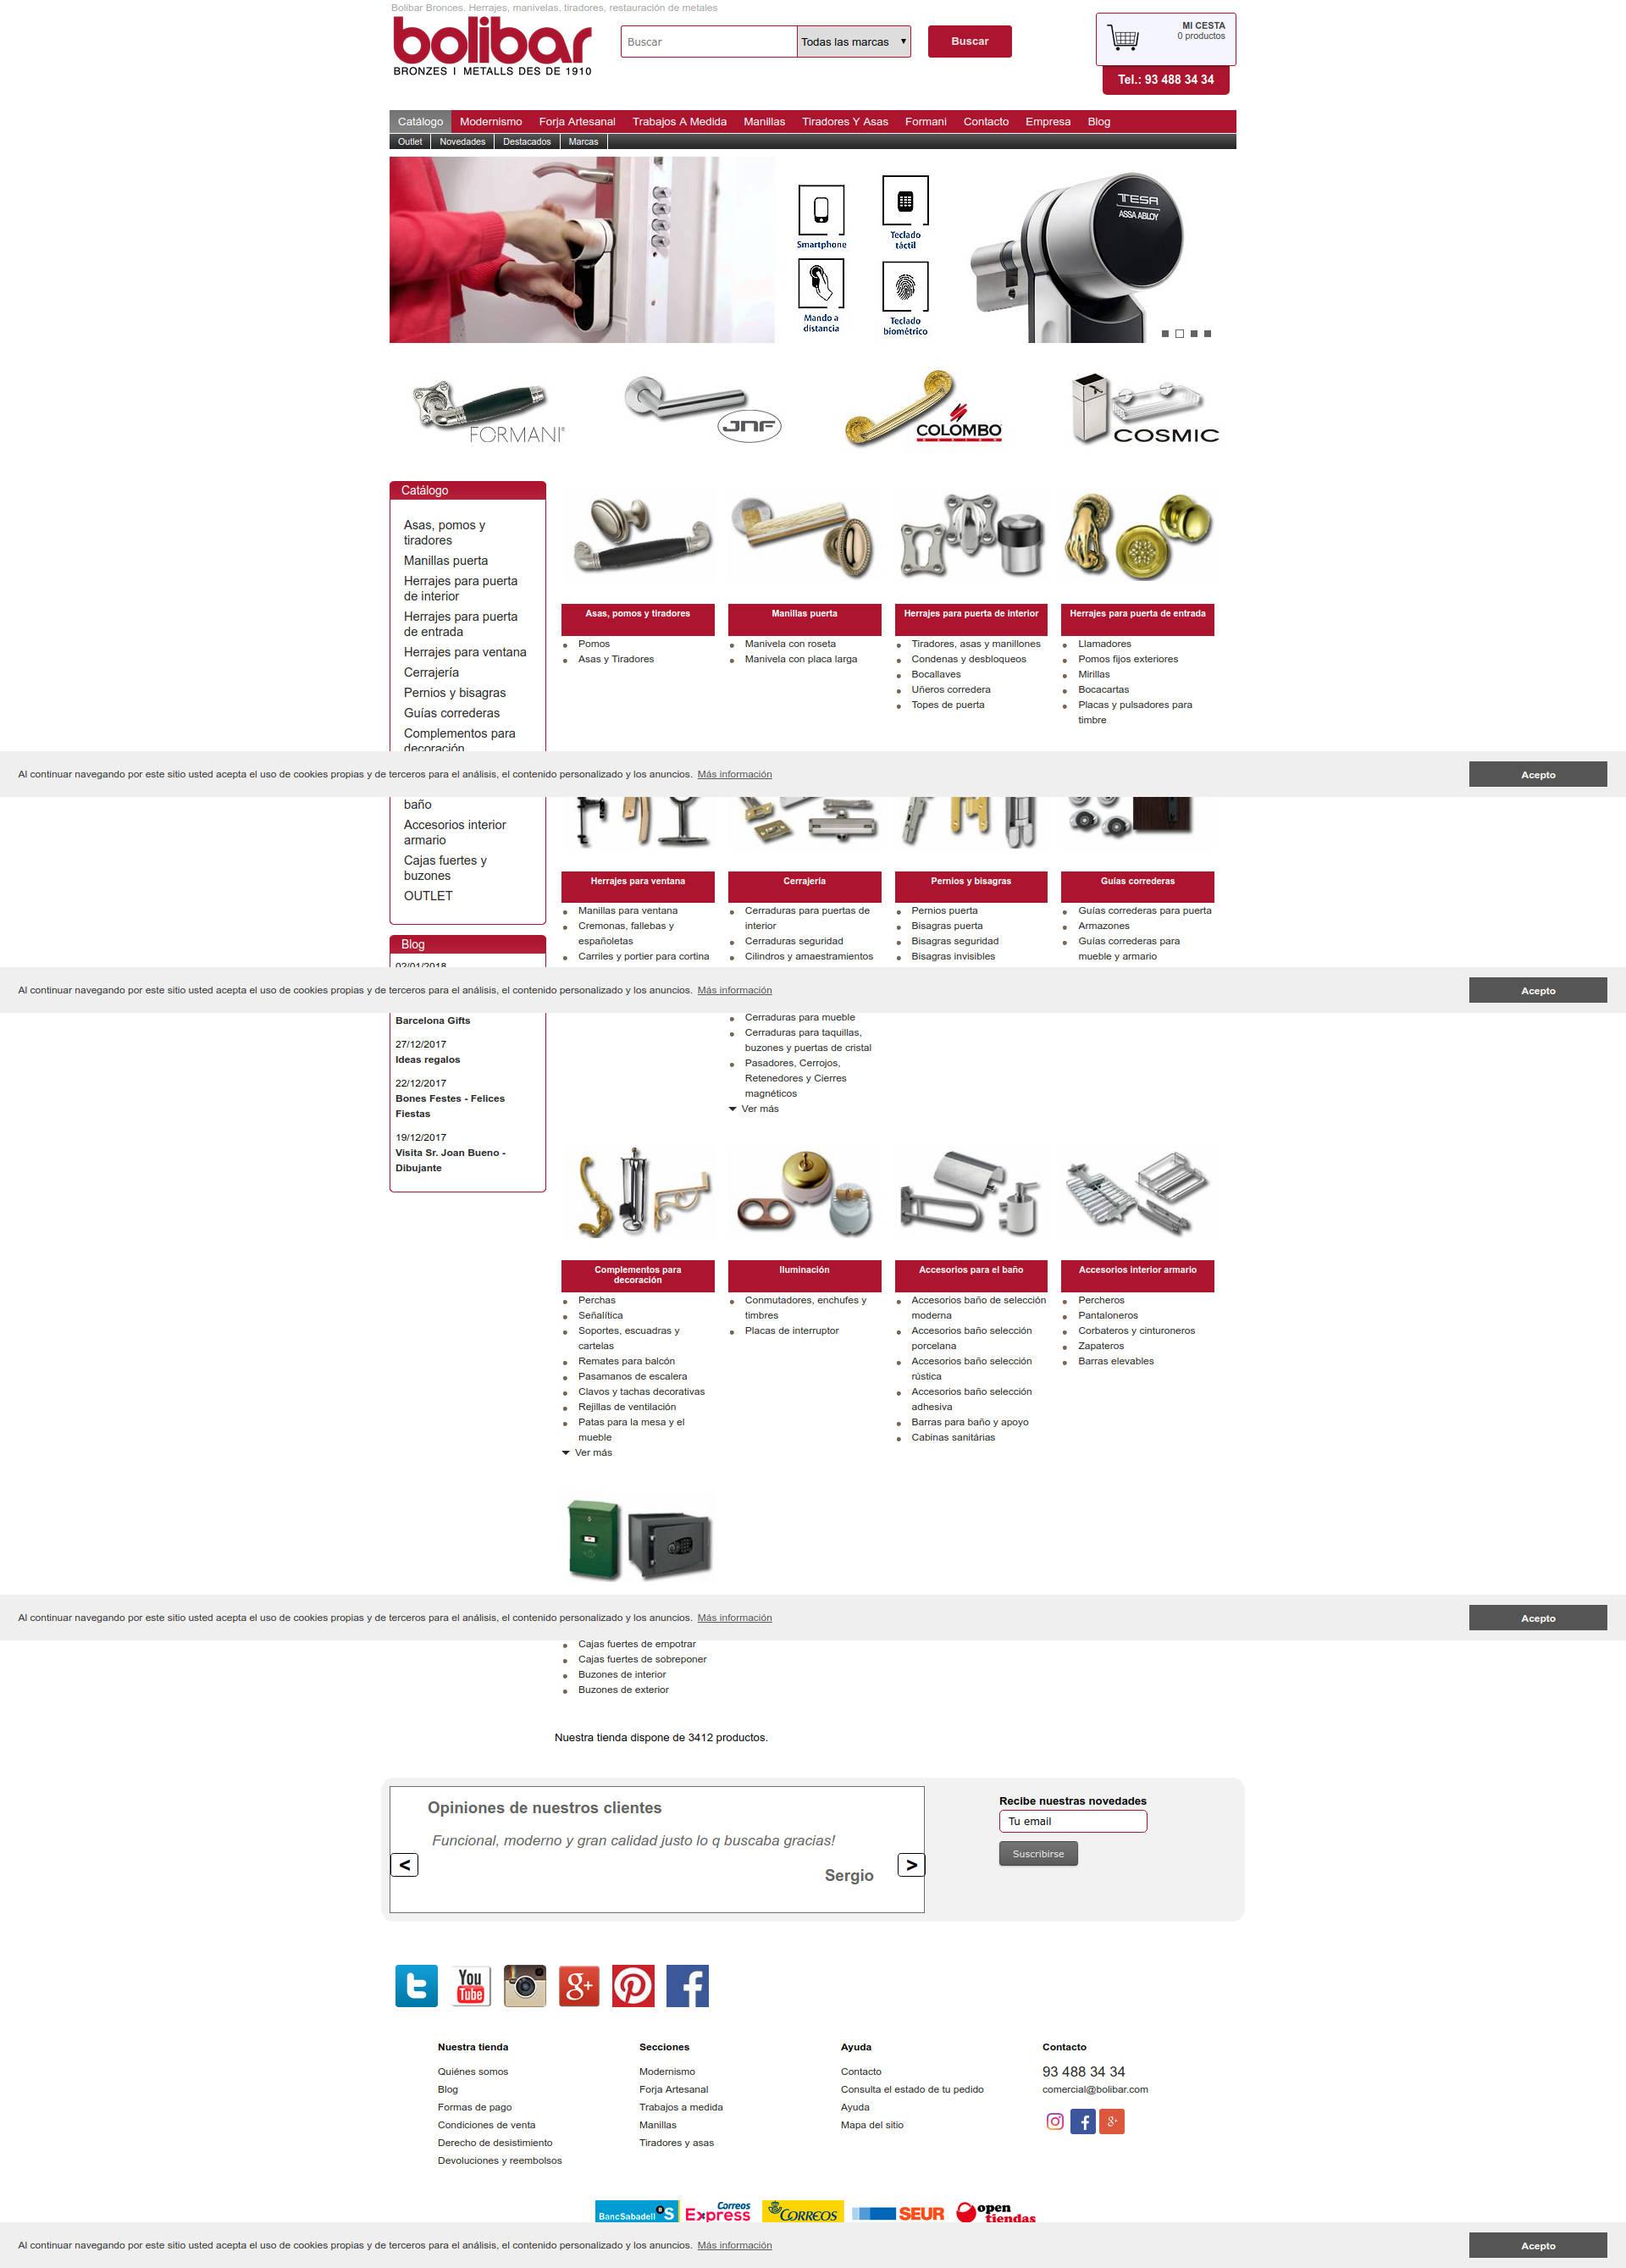 Bolibar Bronces. Herrajes, manivelas, tiradores, restauración de metales
bolibar
BRONZES I METALLS DES DE 1910
Buscar
Todas las marcas
Buscar
MI CESTA
0 productos
Tel.: 93 488 34 34
Catálogo Modernismo Forja Artesanal Trabajos A Medida Manillas Tiradores Y Asas Formani Contacto Empresa Blog
Outlet Novedades Destacados Marcas
Smartphone
Teclado
táctil
Mando a
distancia
Teclado
biométrico
TESA
ASSA ABLOY
FORMANI®
JNF
COLOMBO
DESIGN
COSMIC
Catálogo
Asas, pomos y
tiradores
Manillas puerta
Herrajes para puerta
de interior
Herrajes para puerta
de entrada
Herrajes para ventana
Cerrajería
Pernios y bisagras
Guías correderas
Complementos para
decoración
baño
Accesorios interior
armario
Cajas fuertes y
buzones
OUTLET
Asas, pomos y tiradores
Pomos
Asas y Tiradores
Manillas puerta
Manivela con roseta
Manivela con placa larga
Herrajes para puerta de interior
Tiradores, asas y manillones
Condenas y desbloqueos
Bocallaves
Uñeros corredera
Topes de puerta
Herrajes para puerta de entrada
Llamadores
Pomos fijos exteriores
Mirillas
Bocacartas
Placas y pulsadores para
timbre
Al continuar navegando por este sitio usted acepta el uso de cookies propias y de terceros para el análisis, el contenido personalizado y los anuncios. Más información
Acepto
Herrajes para ventana
Manillas para ventana
Cremonas, fallebas y
españoletas
Carriles y portier para cortina
Cerrajería
Cerraduras para puertas de
interior
Cerraduras seguridad
Cilindros y amaestramientos
Pernios y bisagras
Pernios puerta
Bisagras puerta
Bisagras seguridad
Bisagras invisibles
Guías correderas
Guías correderas para puerta
Armazones
Guías correderas para
mueble y armario
Blog
02/01/2018
Al continuar navegando por este sitio usted acepta el uso de cookies propias y de terceros para el análisis, el contenido personalizado y los anuncios. Más información
Acepto
Barcelona Gifts
27/12/2017
Ideas regalos
22/12/2017
Bones Festes - Felices
Fiestas
19/12/2017
Visita Sr. Joan Bueno -
Dibujante
Cerraduras para mueble
Cerraduras para taquillas,
buzones y puertas de cristal
Pasadores, Cerrojos,
Retenedores y Cierres
magnéticos
Ver más
Complementos para
decoración
Perchas
Señalítica
Soportes, escuadras y
cartelas
Remates para balcón
Pasamanos de escalera
Clavos y tachas decorativas
Rejillas de ventilación
Patas para la mesa y el
mueble
Ver más
Iluminación
Conmutadores, enchufes y
timbres
Placas de interruptor
Accesorios para el baño
Accesorios baño de selección
moderna
Accesorios baño selección
porcelana
Accesorios baño selección
rústica
Accesorios baño selección
adhesiva
Barras para baño y apoyo
Cabinas sanitárias
Accesorios interior armario
Percheros
Pantaloneros
Corbateros y cinturoneros
Zapateros
Barras elevables
Al continuar navegando por este sitio usted acepta el uso de cookies propias y de terceros para el análisis, el contenido personalizado y los anuncios. Más información
Acepto
Cajas fuertes de empotrar
Cajas fuertes de sobreponer
Buzones de interior
Buzones de exterior
Nuestra tienda dispone de 3412 productos.
Opiniones de nuestros clientes
Funcional, moderno y gran calidad justo lo q buscaba gracias!
Sergio
<
>
Recibe nuestras novedades
Tu email
Suscribirse
You
Tube
g+
Nuestra tienda
Quiénes somos
Blog
Formas de pago
Condiciones de venta
Derecho de desistimiento
Devoluciones y reembolsos
Secciones
Modernismo
Forja Artesanal
Trabajos a medida
Manillas
Tiradores y asas
Ayuda
Contacto
Consulta el estado de tu pedido
Ayuda
Mapa del sitio
Contacto
93 488 34 34
comercial@bolibar.com
BancSabadell
Correos
Express
CORREOS
SEUR
open
tiendas
Al continuar navegando por este sitio usted acepta el uso de cookies propias y de terceros para el análisis, el contenido personalizado y los anuncios. Más información
Acepto